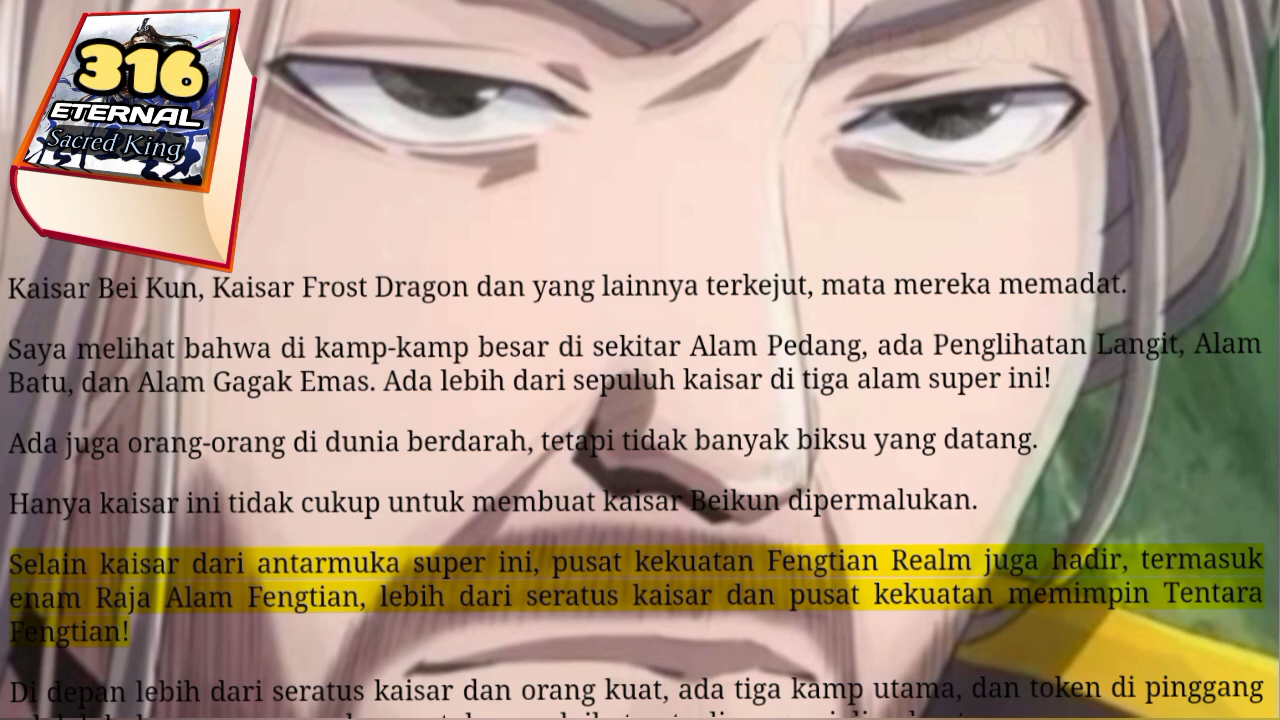 316
ETERNAL
Sacred King
Kaisar Bei Kun, Kaisar Frost Dragon dan yang lainnya terkejut, mata mereka memadat.
Saya melihat bahwa di kamp-kamp besar di sekitar Alam Pedang, ada Penglihatan Langit, Alam
Batu, dan Alam Gagak Emas. Ada lebih dari sepuluh kaisar di tiga alam super ini!
Ada juga orang-orang di dunia berdarah, tetapi tidak banyak biksu yang datang.
Hanya kaisar ini tidak cukup untuk membuat kaisar Beikun dipermalukan.
Selain kaisar dari antarmuka super ini, pusat kekuatan Fengtian Realm juga hadir, termasuk
enam Raja Alam Fengtian, lebih dari seratus kaisar dan pusat kekuatan memimpin Tentara
Fengtian!
Di depan lebih dari seratus kaisar dan orang kuat, ada tiga kamp utama, dan token di pinggang